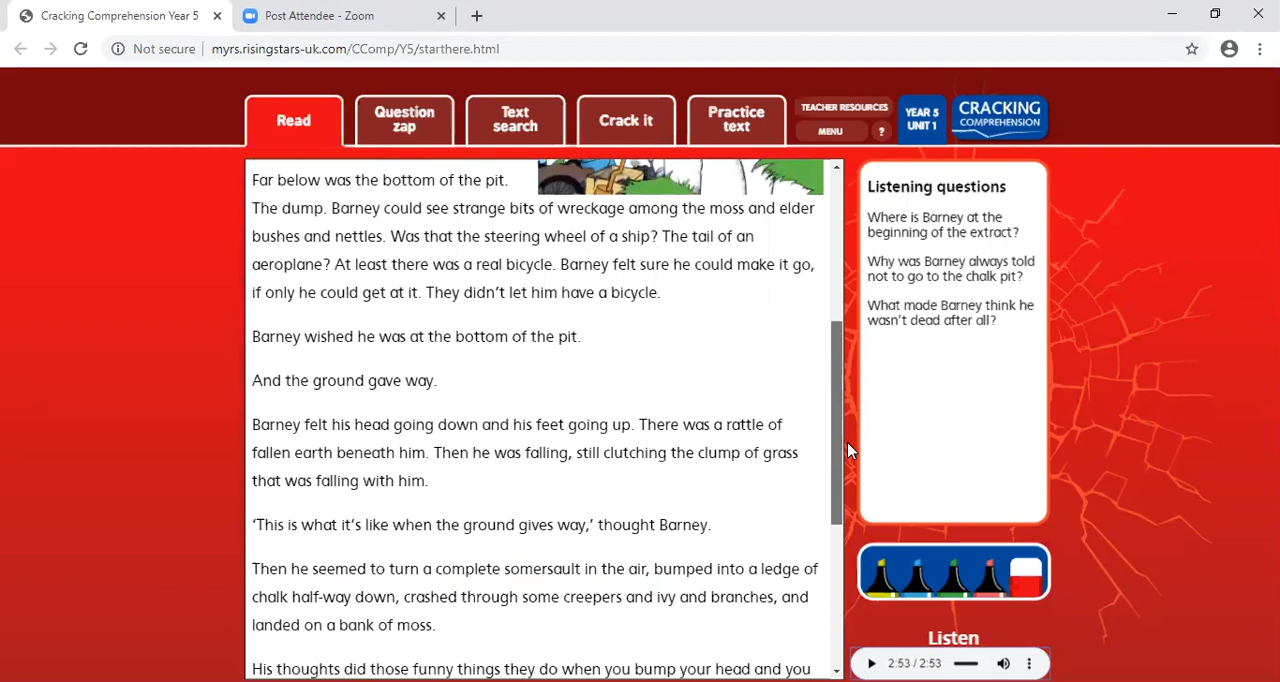 Cracking Comprehension Year 5
Post Attendee - Zoom
Not secure
myrs.risingstars-uk.com/CComp/Y5/starthere.html
Read
Question
zap
Text
search
Crack it
Practice
text
TEACHER RESOURCES
MENU
?
YEAR 5
UNIT 1
CRACKING
COMPREHENSION
Far below was the bottom of the pit.
The dump. Barney could see strange bits of wreckage among the moss and elder
bushes and nettles. Was that the steering wheel of a ship? The tail of an
aeroplane? At least there was a real bicycle. Barney felt sure he could make it go,
if only he could get at it. They didn't let him have a bicycle.
Barney wished he was at the bottom of the pit.
And the ground gave way.
Barney felt his head going down and his feet going up. There was a rattle of
fallen earth beneath him. Then he was falling, still clutching the clump of grass
that was falling with him.
‘This is what it's like when the ground gives way,’ thought Barney.
Then he seemed to turn a complete somersault in the air, bumped into a ledge of
chalk half-way down, crashed through some creepers and ivy and branches, and
landed on a bank of moss.
His thoughts did those funny things they do when you bump your head and you
Listening questions
Where is Barney at the
beginning of the extract?
Why was Barney always told
not to go to the chalk pit?
What made Barney think he
wasn't dead after all?
Listen
2:53 / 2:53